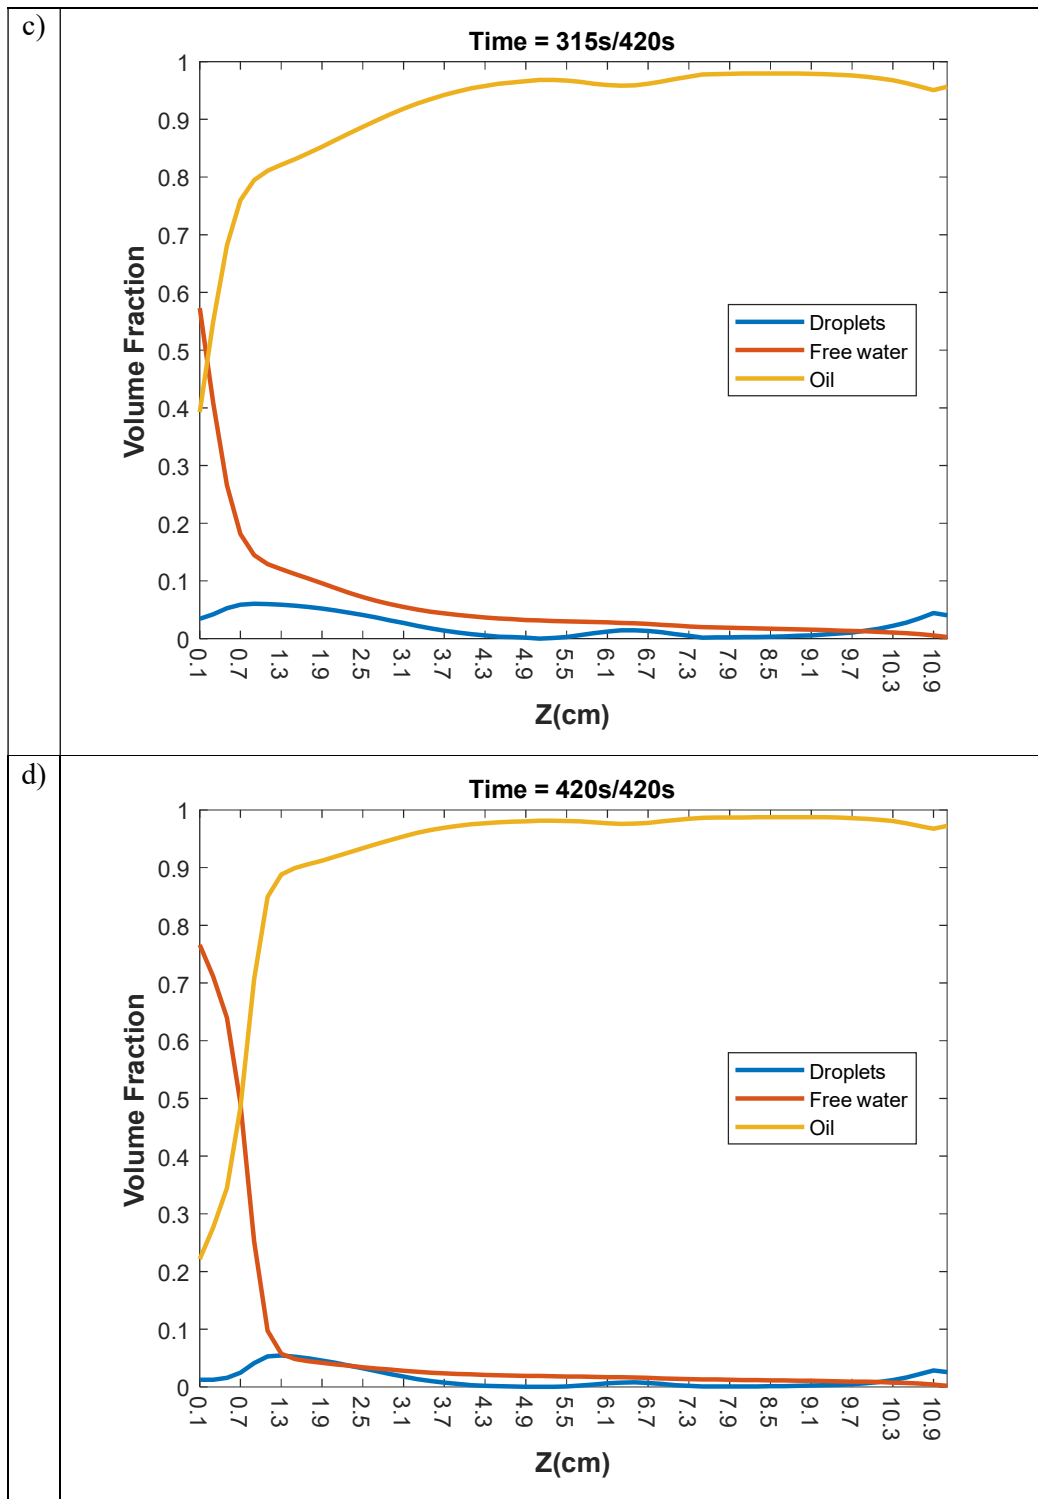 c)
Time = 315s/420s
1
0.9
0.8
0.7
0.6
0.5
0.4
0.3
0.2
0.1
0
Volume Fraction
Droplets
Free water
Oil
0.1 0.7 1.3 1.9 2.5 3.1 3.7 4.3 4.9 5.5 6.1 6.7 7.3 7.9 8.5 9.1 9.7 10.3 10.9
Z(cm)
d)
Time = 420s/420s
1
0.9
0.8
0.7
0.6
0.5
0.4
0.3
0.2
0.1
0
Volume Fraction
Droplets
Free water
Oil
0.1 0.7 1.3 1.9 2.5 3.1 3.7 4.3 4.9 5.5 6.1 6.7 7.3 7.9 8.5 9.1 9.7 10.3 10.9
Z(cm)